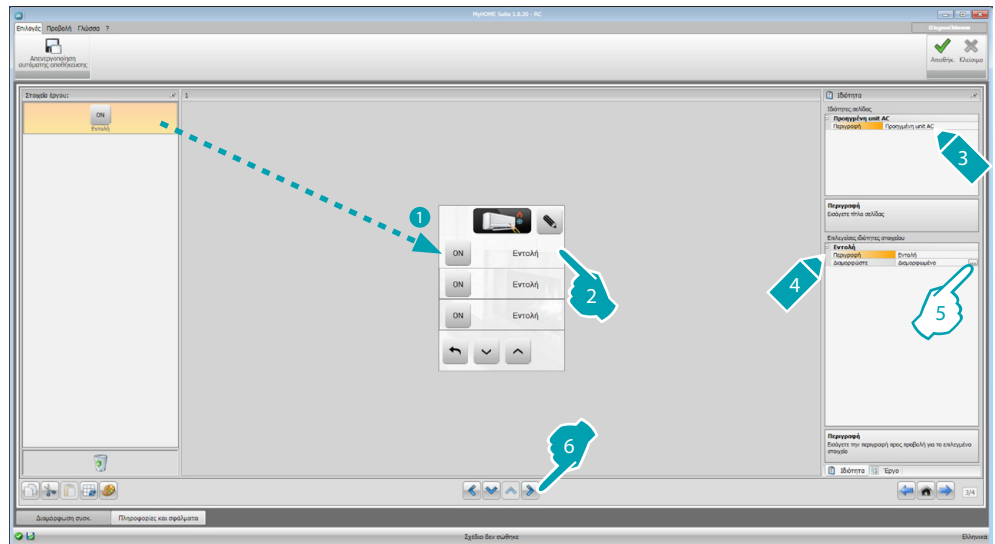 MyHOME Suite 1.0.30 - RC
Επιλογές Προβολή Γλώσσα ?
Απενεργοποίηση
αυτόματης αποθήκευσης
Αποθήκ. Κλείσιμο
Στοιχεία έργου:
1
Ιδιότητα
ON
Εντολή
Ιδιότητες σελίδας
Προηγμένη unit AC
Περιγραφή Προηγμένη unit AC
3
Περιγραφή
Εισάγετε τίτλο σελίδας
1
Επιλεγείσες ιδιότητες στοιχείου
Εντολή
Περιγραφή Εντολή
Διαμορφώστε Διαμορφωμένο ...
ON Εντολή
2
4
5
ON Εντολή
ON Εντολή
6
Περιγραφή
Εισάγετε την περιγραφή προς προβολή για το επιλεγμένο
στοιχείο
Ιδιότητα Έργο
3/4
Διαμόρφωση συσκ. Πληροφορίες και σφάλματα
Σχέδιο δεν σώθηκε
Ελληνικά